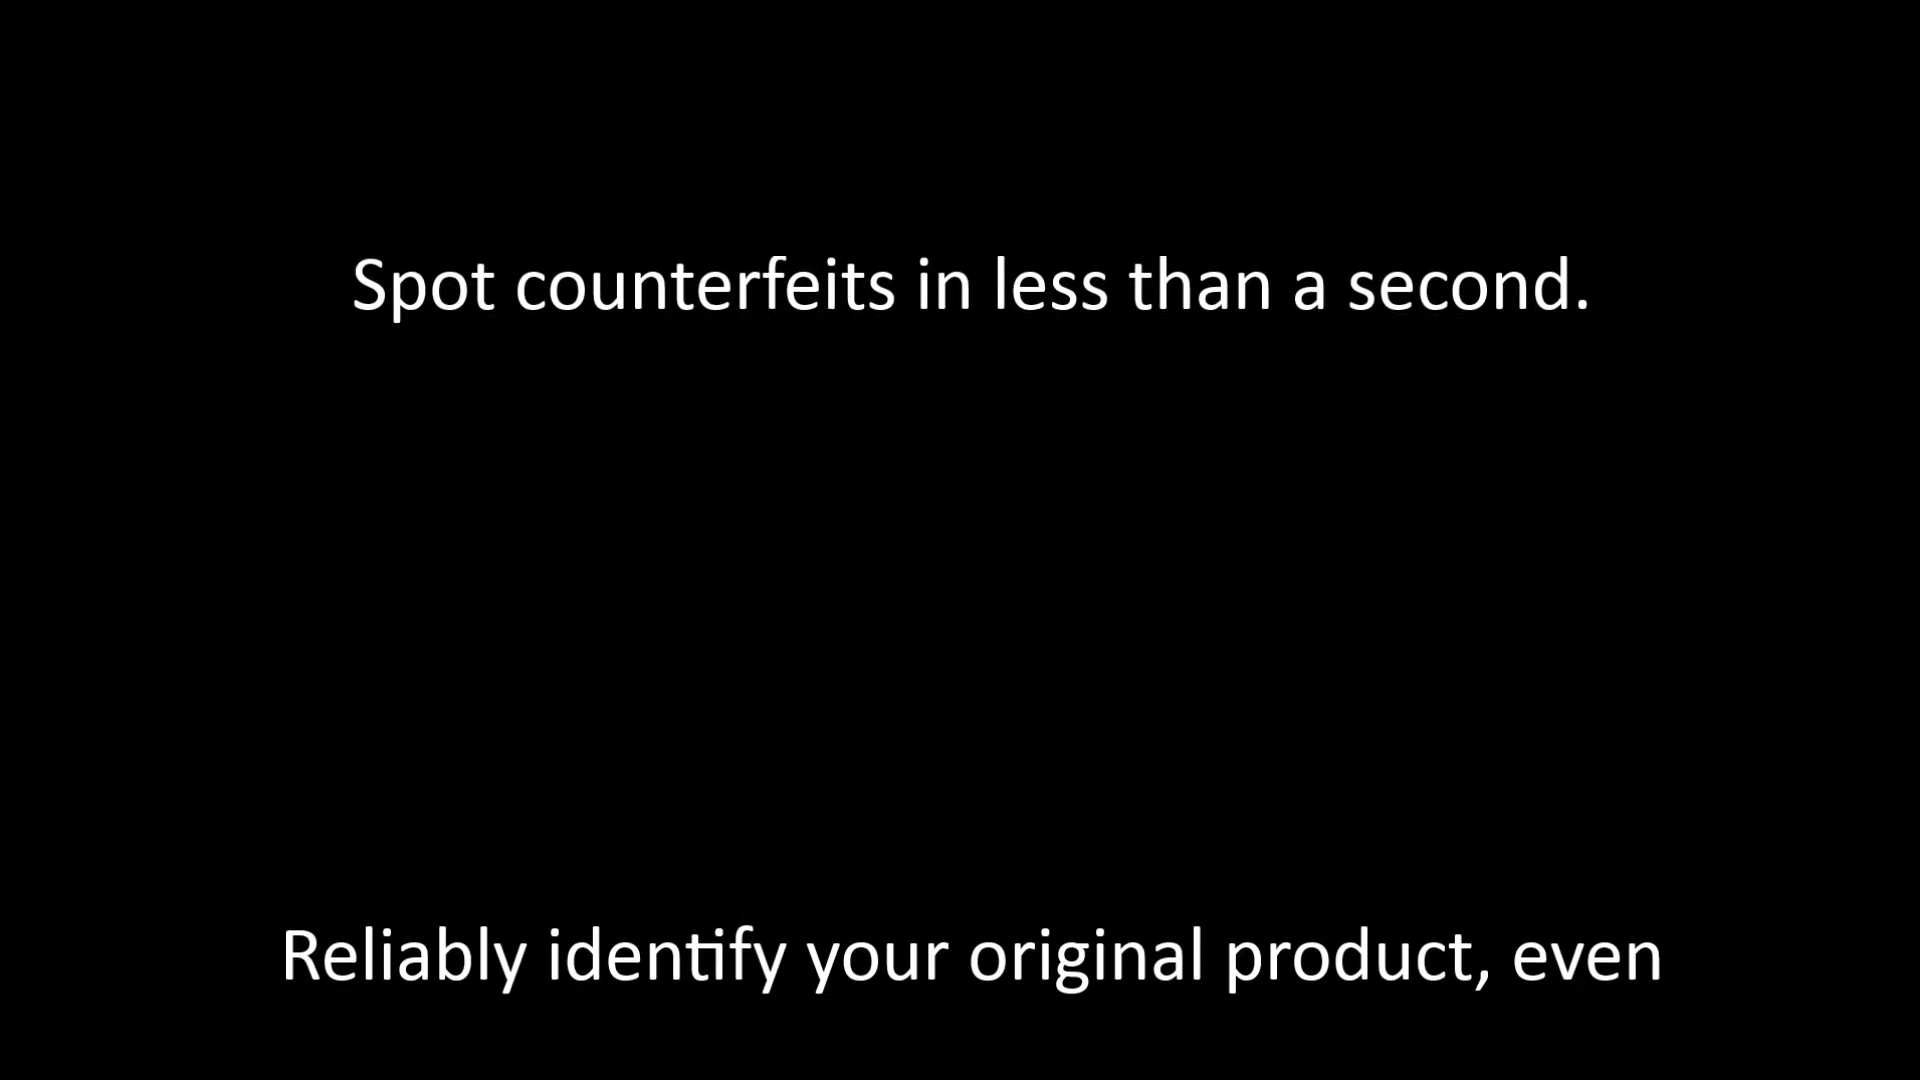 Spot counterfeits in less than a second.
Reliably identify your original product, even